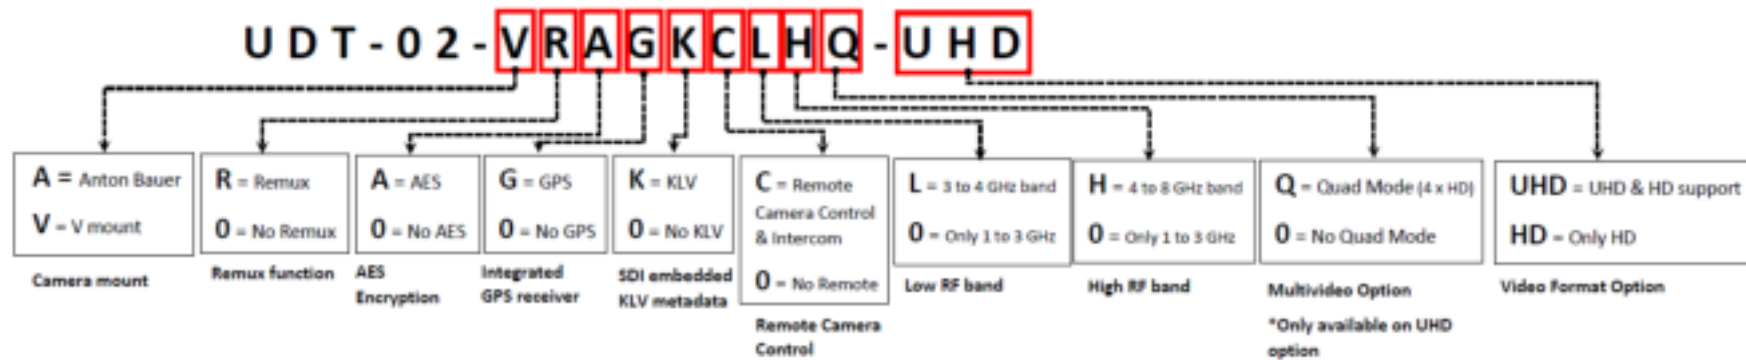 UDT-02-VRAGKCLHQ-UHD
A = Anton Bauer
V = V mount
Camera mount
R = Remux
0 = No Remux
Remux function
A = AES
0 = No AES
AES
Encryption
G = GPS
0 = No GPS
Integrated
GPS receiver
K = KLV
0 = No KLV
SDI embedded
KLV metadata
C = Remote
Camera Control
& Intercom
0 = No Remote
Remote Camera
Control
L = 3 to 4 GHz band
0 = Only 1 to 3 GHz
Low RF band
H = 4 to 8 GHz band
0 = Only 1 to 3 GHz
High RF band
Q = Quad Mode (4 x HD)
0 = No Quad Mode
Multivideo Option
*Only available on UHD
option
UHD = UHD & HD support
HD = Only HD
Video Format Option